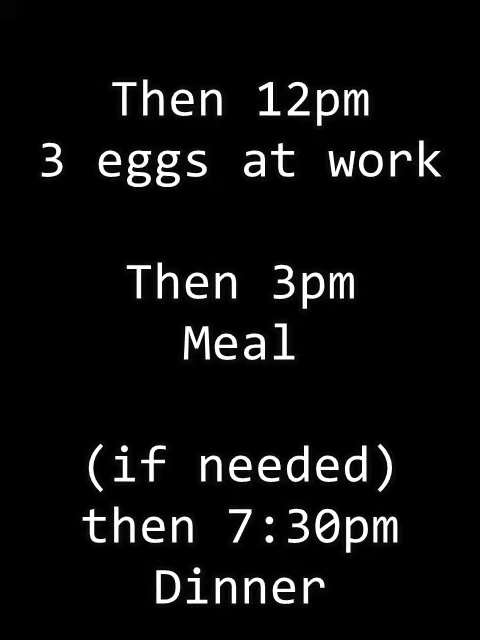 Then 12pm
3 eggs at work
Then 3pm
Meal
(if needed)
then 7:30pm
Dinner